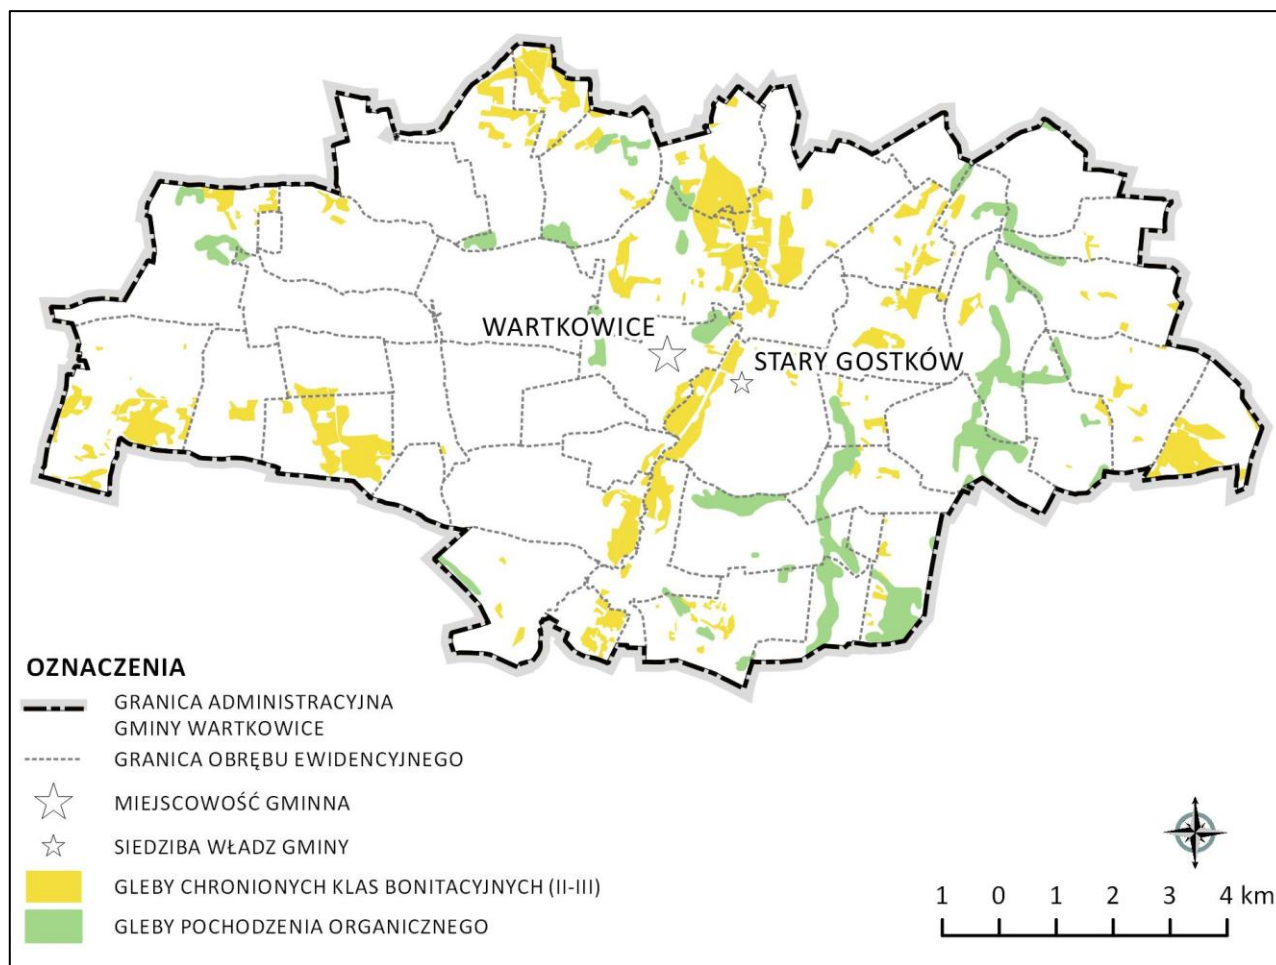 WARTKOWICE
STARY GOSTKÓW
OZNACZENIA
GRANICA ADMINISTRACYJNA
GMINY WARTKOWICE
GRANICA OBRĘBU EWIDENCYJNEGO
MIEJSCOWOŚĆ GMINNA
SIEDZIBA WŁADZ GMINY
GLEBY CHRONIONYCH KLAS BONITACYJNYCH (II-III)
GLEBY POCHODZENIA ORGANICZNEGO
1 0 1 2 3 4 km